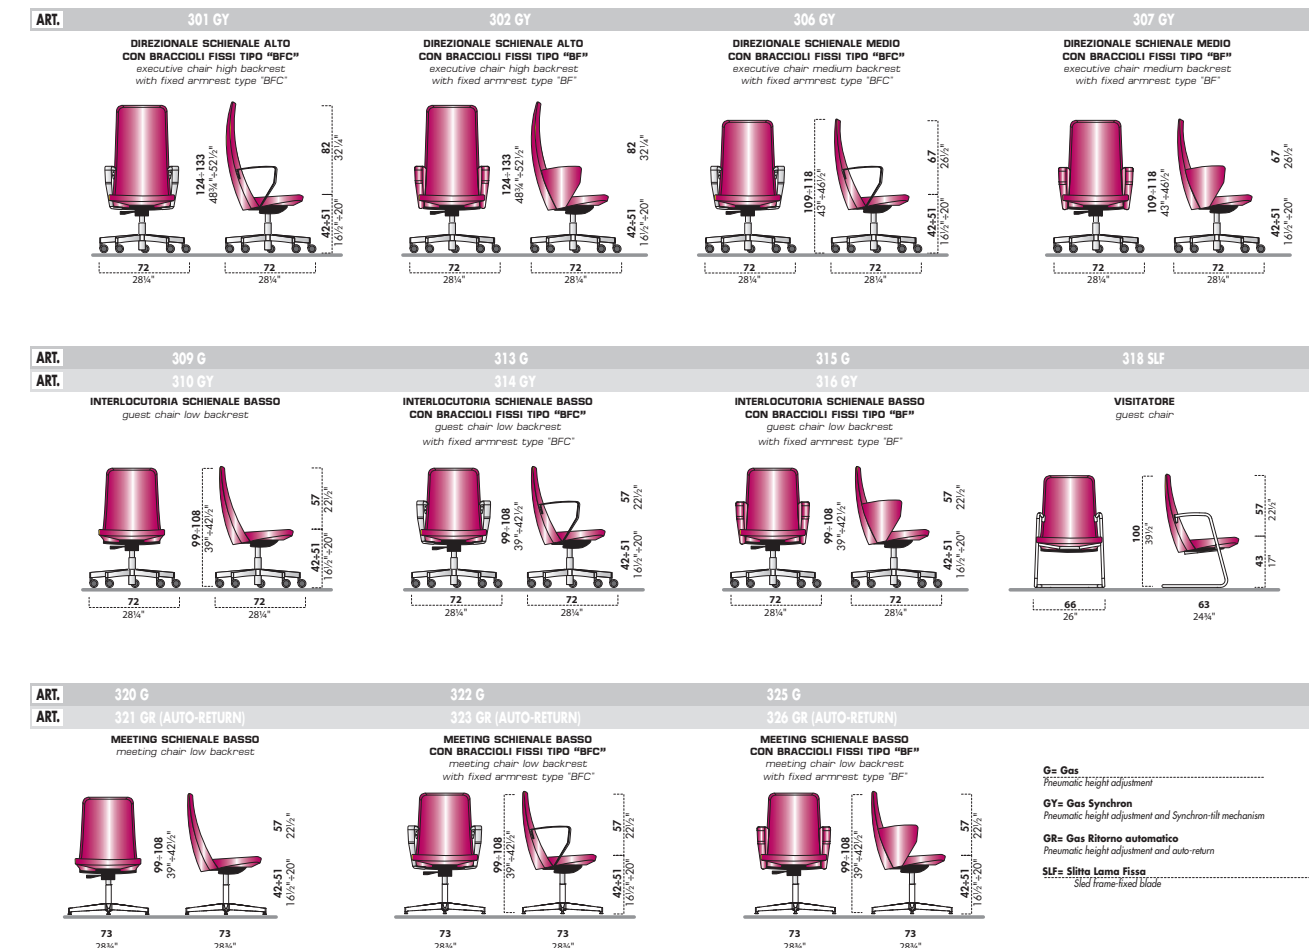 ART. 301 GY 302 GY 306 GY 307 GY
DIREZIONALE SCHIENALE ALTO
CON BRACCIOLI FISSI TIPO “BFC”
executive chair high backrest
with fixed armrest type "BFC"
124÷133
48¾"÷52½"
82
32¼"
42÷51
16½"÷20"
72
28¼"
72
28¼"
DIREZIONALE SCHIENALE ALTO
CON BRACCIOLI FISSI TIPO “BF”
executive chair high backrest
with fixed armrest type "BF"
124÷133
48¾"÷52½"
82
32¼"
42÷51
16½"÷20"
72
28¼"
72
28¼"
DIREZIONALE SCHIENALE MEDIO
CON BRACCIOLI FISSI TIPO “BFC”
executive chair medium backrest
with fixed armrest type "BFC"
109÷118
43"÷46½"
67
26½"
42÷51
16½"÷20"
72
28¼"
72
28¼"
DIREZIONALE SCHIENALE MEDIO
CON BRACCIOLI FISSI TIPO “BF”
executive chair medium backrest
with fixed armrest type "BF"
109÷118
43"÷46½"
67
26½"
42÷51
16½"÷20"
72
28¼"
72
28¼"
ART. 309 G 313 G 315 G 318 SLF
ART. 310 GY 314 GY 316 GY
INTERLOCUTORIA SCHIENALE BASSO
guest chair low backrest
99÷108
39"÷42½"
57
22½"
42÷51
16½"÷20"
72
28¼"
72
28¼"
INTERLOCUTORIA SCHIENALE BASSO
CON BRACCIOLI FISSI TIPO “BFC”
guest chair low backrest
with fixed armrest type "BFC"
99÷108
39"÷42½"
57
22½"
42÷51
16½"÷20"
72
28¼"
72
28¼"
INTERLOCUTORIA SCHIENALE BASSO
CON BRACCIOLI FISSI TIPO “BF”
guest chair low backrest
with fixed armrest type "BF"
99÷108
39"÷42½"
57
22½"
42÷51
16½"÷20"
72
28¼"
72
28¼"
VISITATORE
guest chair
100
39½"
57
22½"
43
17"
66
26"
63
24¾"
ART. 320 G 322 G 325 G
ART. 321 GR (AUTO-RETURN) 323 GR (AUTO-RETURN) 326 GR (AUTO-RETURN)
MEETING SCHIENALE BASSO
meeting chair low backrest
99÷108
39"÷42½"
57
22½"
42÷51
16½"÷20"
73
28¾"
73
28¾"
MEETING SCHIENALE BASSO
CON BRACCIOLI FISSI TIPO “BFC”
meeting chair low backrest
with fixed armrest type "BFC"
99÷108
39"÷42½"
57
22½"
42÷51
16½"÷20"
73
28¾"
73
28¾"
MEETING SCHIENALE BASSO
CON BRACCIOLI FISSI TIPO “BF”
meeting chair low backrest
with fixed armrest type "BF"
99÷108
39"÷42½"
57
22½"
42÷51
16½"÷20"
73
28¾"
73
28¾"
G= Gas
Pneumatic height adjustment
GY= Gas Synchron
Pneumatic height adjustment and Synchron-tilt mechanism
GR= Gas Ritorno automatico
Pneumatic height adjustment and auto-return
SLF= Slitta Lama Fissa
Sled frame-fixed blade